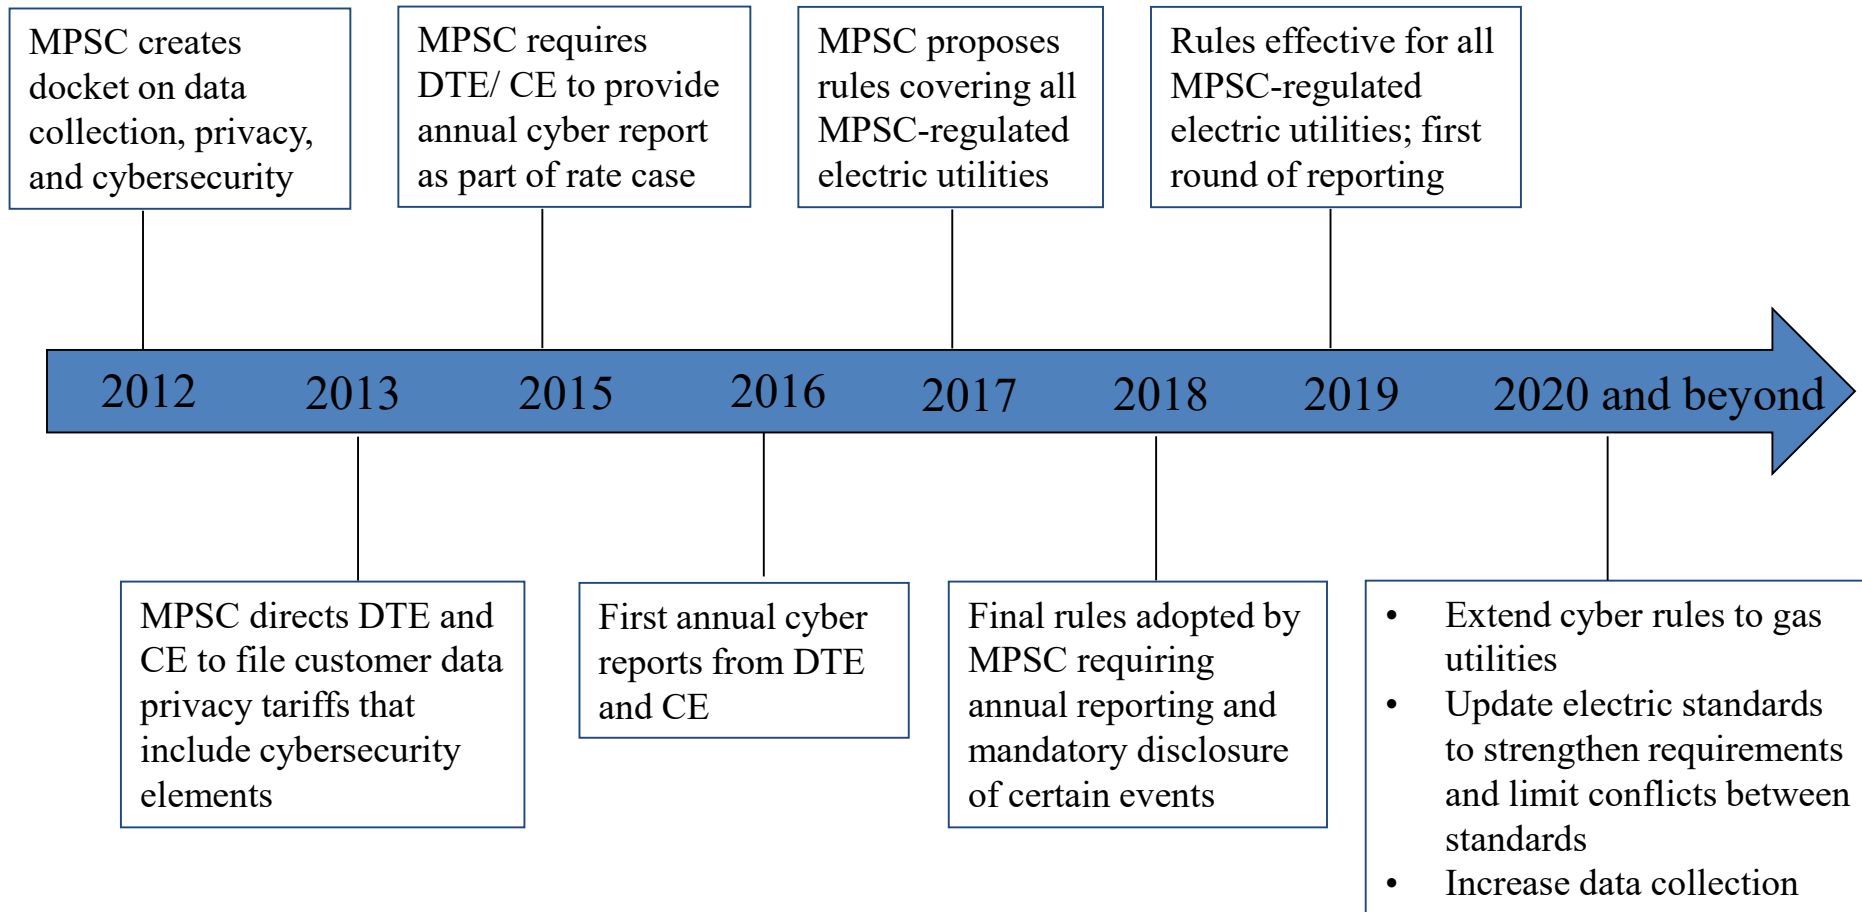 MPSC creates
docket on data
collection, privacy,
and cybersecurity
MPSC requires
DTE/ CE to provide
annual cyber report
as part of rate case
MPSC proposes
rules covering all
MPSC-regulated
electric utilities
Rules effective for all
MPSC-regulated
electric utilities; first
round of reporting
2012
2013
2015
2016
2017
2018
2019
2020 and beyond
MPSC directs DTE and
CE to file customer data
privacy tariffs that
include cybersecurity
elements
First annual cyber
reports from DTE
and CE
Final rules adopted by
MPSC requiring
annual reporting and
mandatory disclosure
of certain events
• Extend cyber rules to gas
utilities
• Update electric standards
to strengthen requirements
and limit conflicts between
standards
• Increase data collection